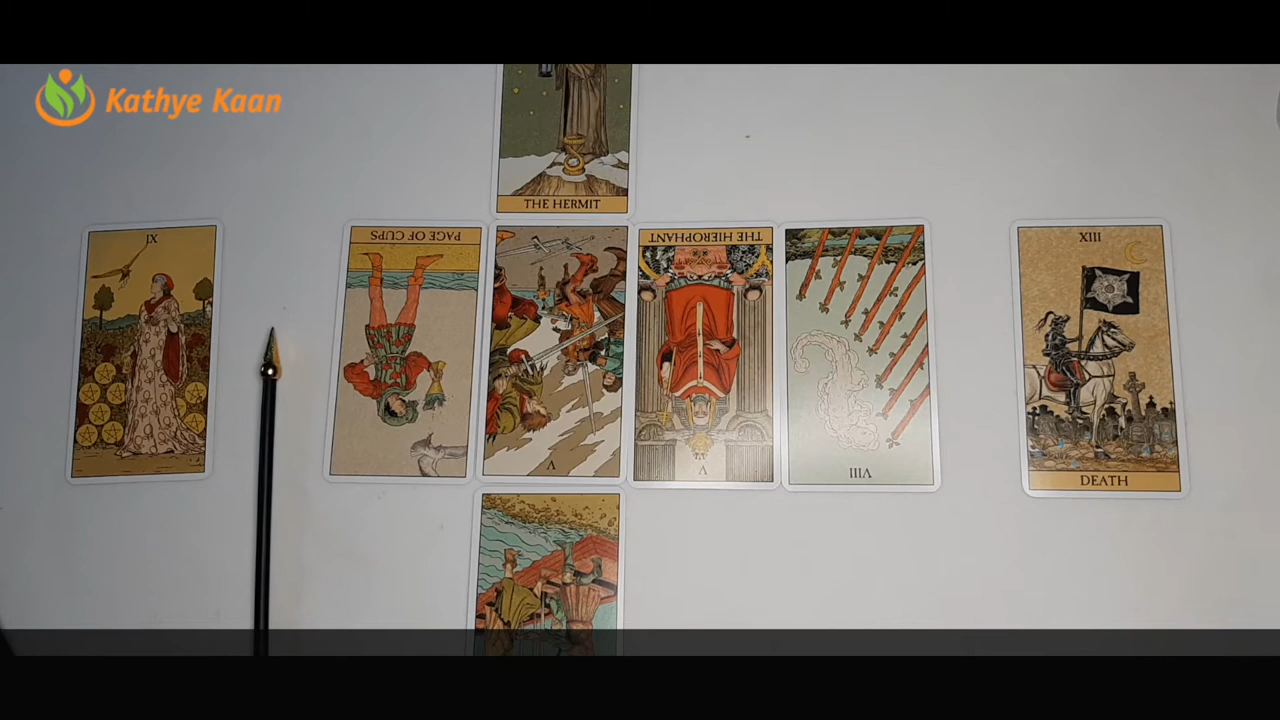 Kathye Kaan
THE HERMIT
IX
PAGE OF CUPS
V
THE HIEROPHANT
V
VIII
XIII
DEATH